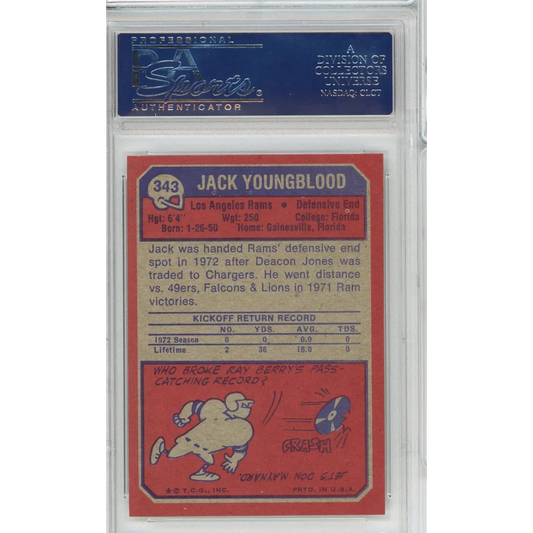 PROFESSIONAL
PSA
Sports
AUTHENTICATOR
A
DIVISION OF
COLLECTORS
UNIVERSE
NASDAQ: CLCT
343
JACK YOUNGBLOOD
Los Angeles Rams • Defensive End
Hgt: 6'4" Wgt: 250 College: Florida
Born: 1-26-50 Home: Gainesville, Florida
Jack was handed Rams' defensive end
spot in 1972 after Deacon Jones was
traded to Chargers. He went distance
vs. 49ers, Falcons & Lions in 1971 Ram
victories.
KICKOFF RETURN RECORD
NO. YDS. AVG. TDS.
1972 Season 0 0 0.0 0
Lifetime 2 36 18.0 0
WHO BROKE RAY BERRY'S PASS-
CATCHING RECORD?
CRASH
JETS DON MAYNARD.
★ © T.C.G., INC. PRTD. IN U.S.A.